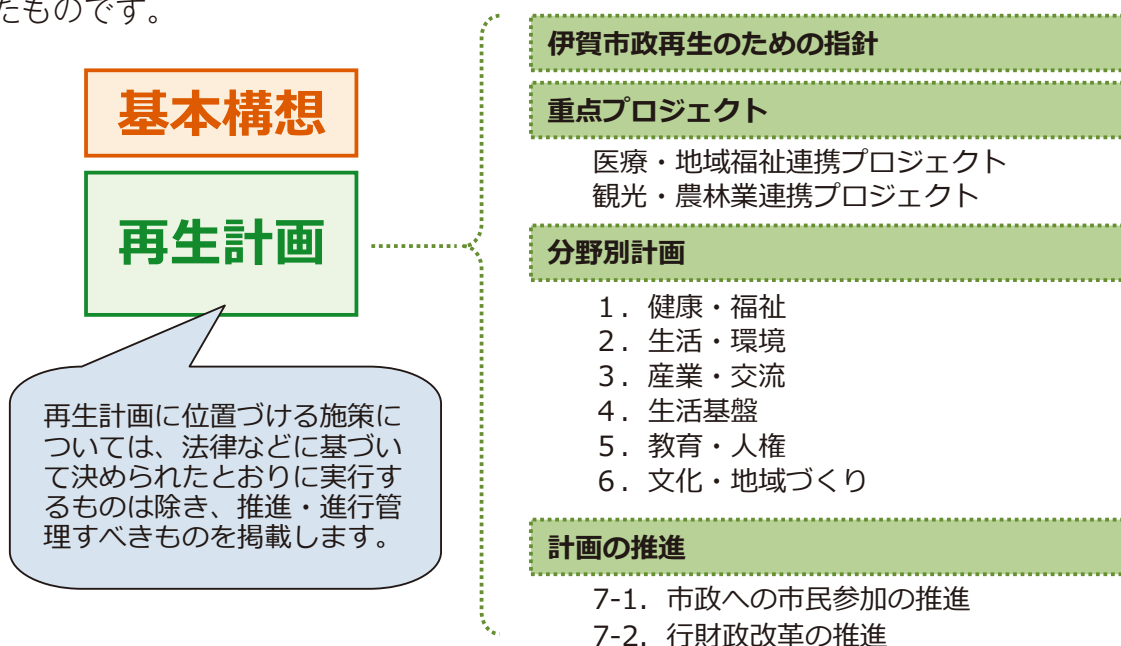 たものです。
基本構想
再生計画
再生計画に位置づける施策に
ついては、法律などに基づい
て決められたとおりに実行す
るものは除き、推進・進行管
理すべきものを掲載します。
伊賀市政再生のための指針
重点プロジェクト
医療・地域福祉連携プロジェクト
観光・農林業連携プロジェクト
分野別計画
１．健康・福祉
２．生活・環境
３．産業・交流
４．生活基盤
５．教育・人権
６．文化・地域づくり
計画の推進
7-1．市政への市民参加の推進
7-2．行財政改革の推進